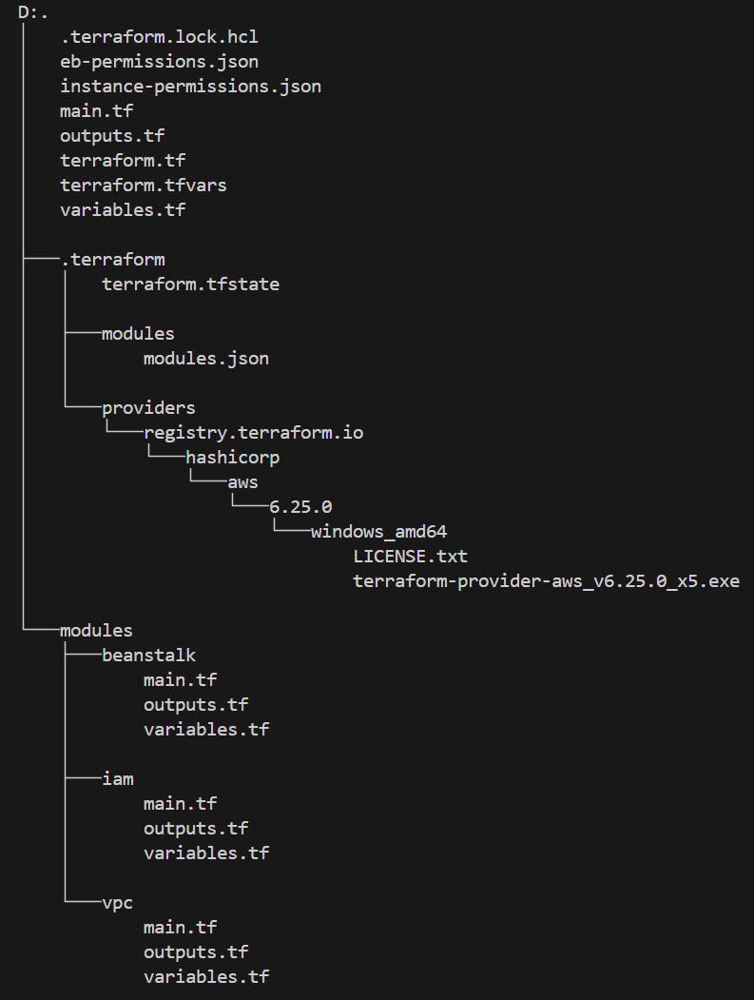 D:.
.terraform.lock.hcl
eb-permissions.json
instance-permissions.json
main.tf
outputs.tf
terraform.tf
terraform.tfvars
variables.tf
.terraform
terraform.tfstate
modules
modules.json
providers
registry.terraform.io
hashicorp
aws
6.25.0
windows_amd64
LICENSE.txt
terraform-provider-aws_v6.25.0_x5.exe
modules
beanstalk
main.tf
outputs.tf
variables.tf
iam
main.tf
outputs.tf
variables.tf
vpc
main.tf
outputs.tf
variables.tf